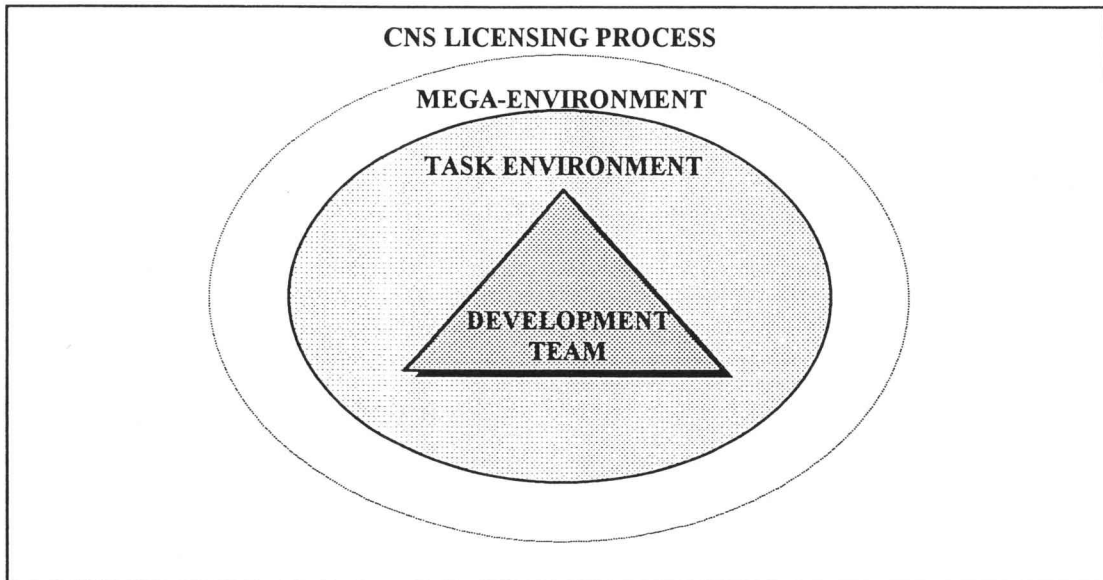 CNS LICENSING PROCESS
MEGA-ENVIRONMENT
TASK ENVIRONMENT
DEVELOPMENT
TEAM